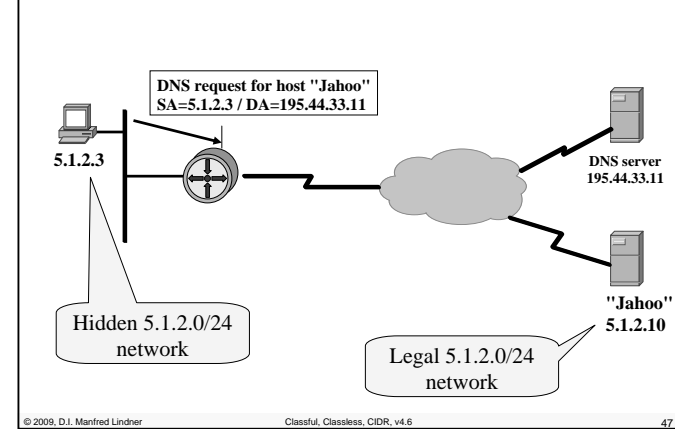 DNS request for host "Jahoo"
SA=5.1.2.3 / DA=195.44.33.11
5.1.2.3
DNS server
195.44.33.11
"Jahoo"
5.1.2.10
Hidden 5.1.2.0/24
network
Legal 5.1.2.0/24
network
© 2009, D.I. Manfred Lindner
Classful, Classless, CIDR, v4.6
47